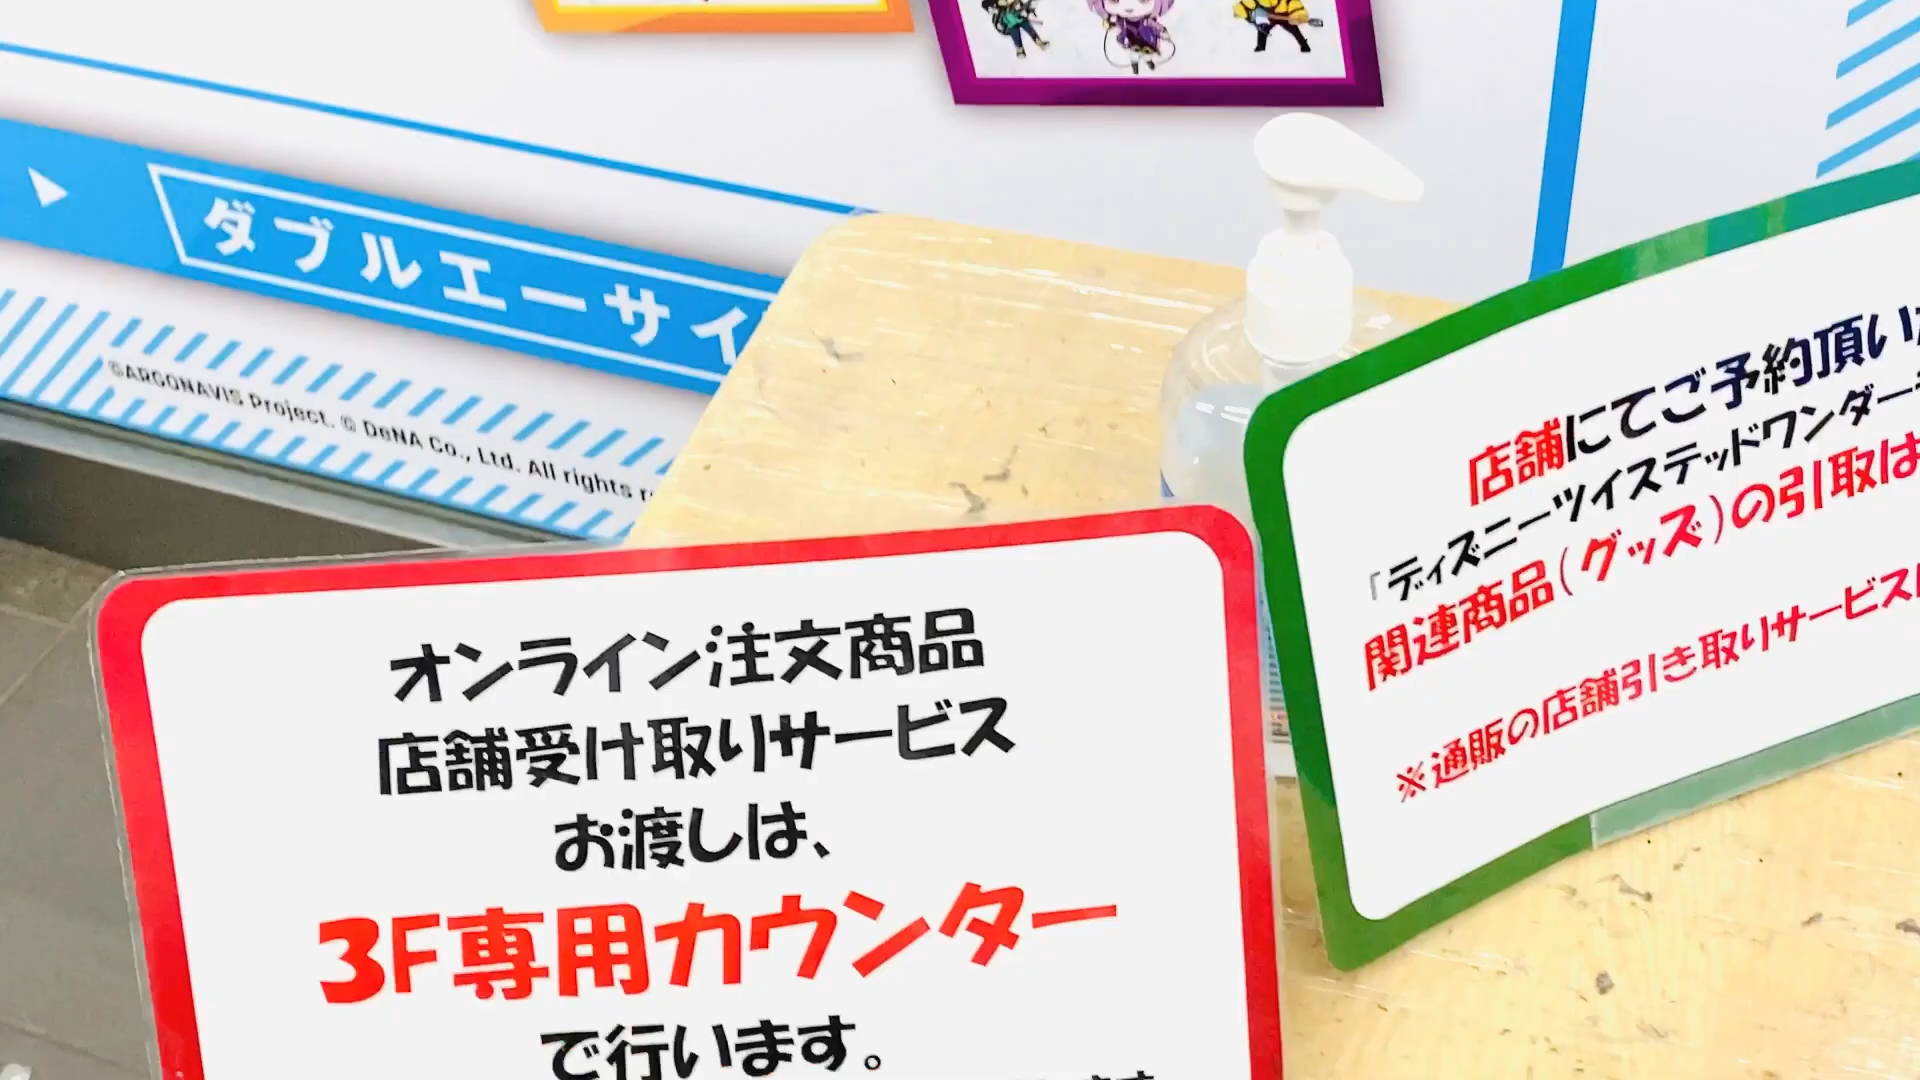 ダブルエーサイ
©ARGONAVIS Project. © DeNA Co., Ltd. All rights
店舗にてご予約頂い
「ディズニーツイステッドワンダー
関連商品(グッズ)の引取は
※通販の店舗引き取りサービス
オンライン注文商品
店舗受け取りサービス
お渡しは、
3F専用カウンター
で行います。